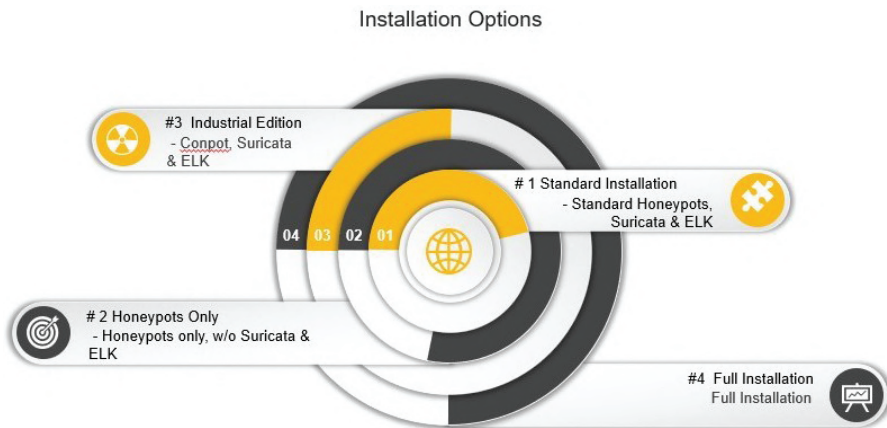 Installation Options
#3 Industrial Edition
- Conpot, Suricata
& ELK
# 1 Standard Installation
- Standard Honeypots,
Suricata & ELK
04 03 02 01
# 2 Honeypots Only
- Honeypots only, w/o Suricata &
ELK
#4 Full Installation
Full Installation